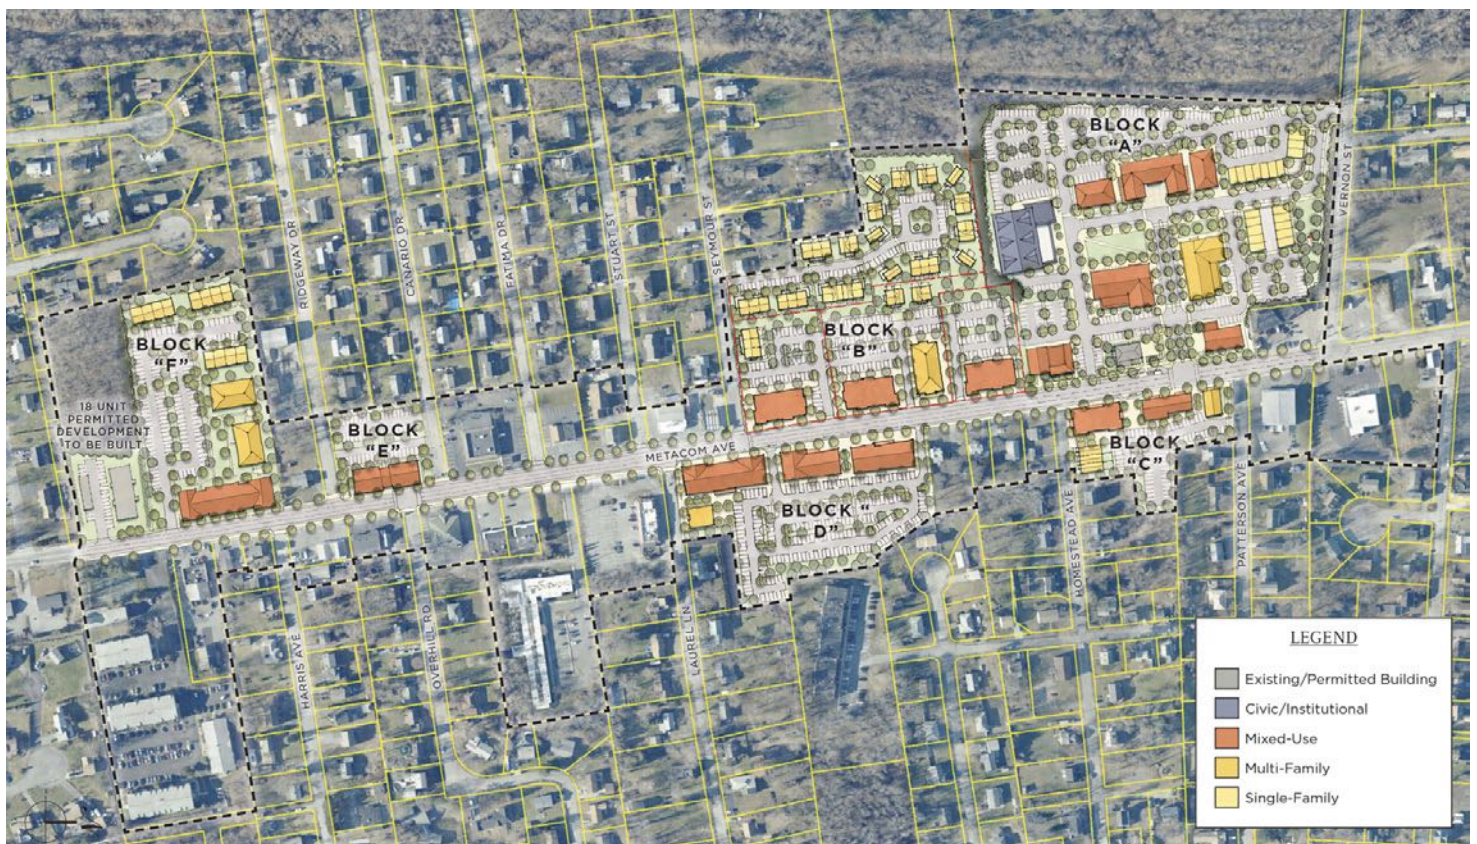 BLOCK
"A"
VERNON ST
RIDGEWAY DR
CANARIO DR
FATIMA DR
STUART ST
SEYMOUR ST
BLOCK
"B"
BLOCK
"F"
18 UNIT
PERMITTED
DEVELOPMENT
TO BE BUILT
BLOCK
"E"
METACOM AVE
BLOCK
"C"
BLOCK "
D"
HARRIS AVE
OVERHILL RD
LAUREL LN
HOMESTEAD AVE
PATTERSON AVE
LEGEND
Existing/Permitted Building
Civic/Institutional
Mixed-Use
Multi-Family
Single-Family